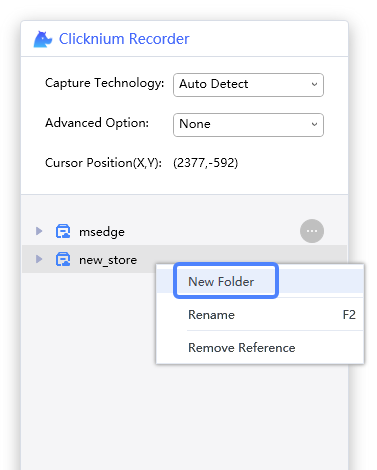 Clicknium Recorder
Capture Technology: Auto Detect
Advanced Option: None
Cursor Position(X,Y): (2377,-592)
msedge
new_store
New Folder
Rename F2
Remove Reference